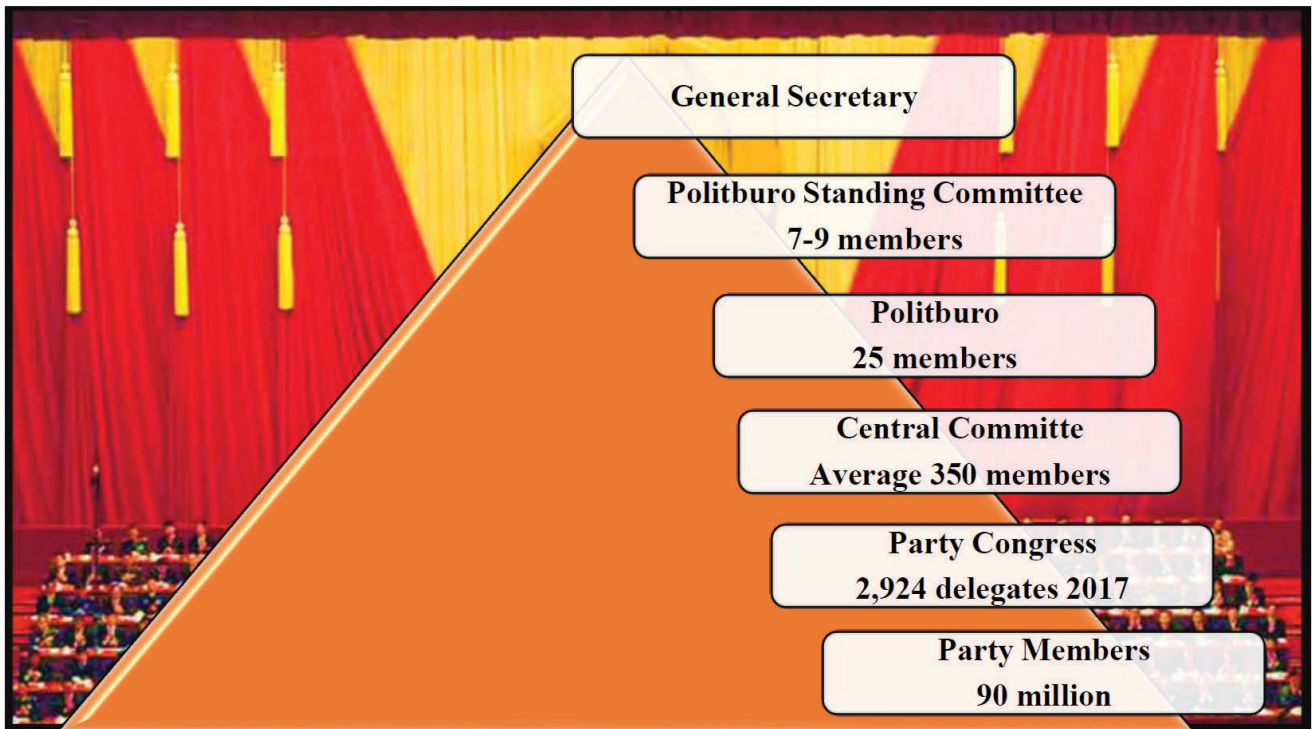 General Secretary
Politburo Standing Committee
7-9 members
Politburo
25 members
Central Committe
Average 350 members
Party Congress
2,924 delegates 2017
Party Members
90 million